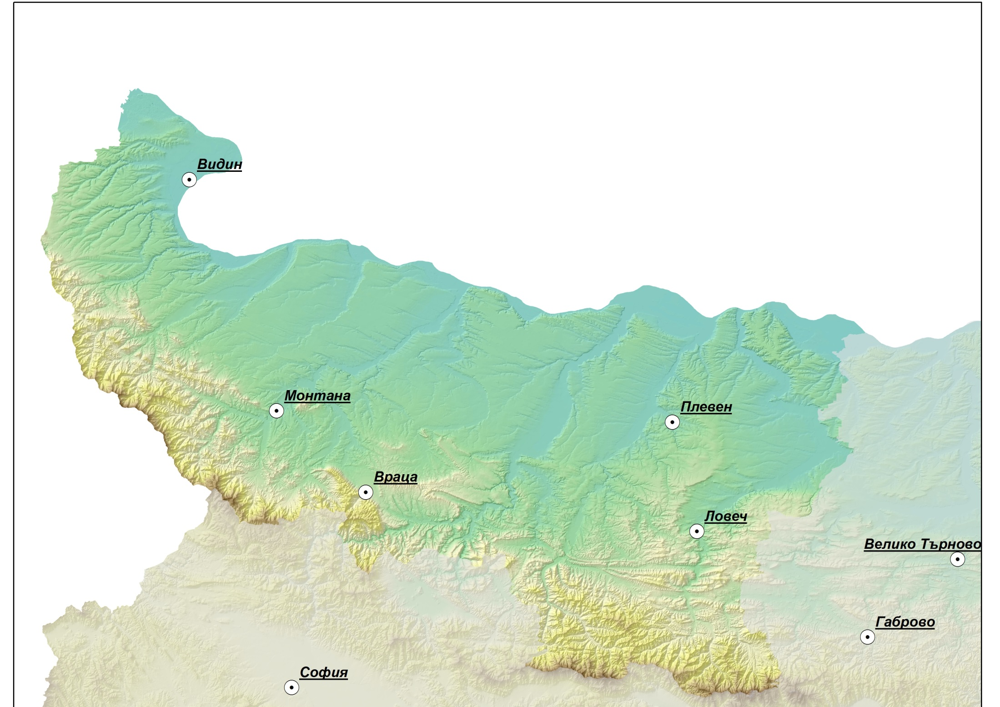 Видин
Монтана
Плевен
Враца
Ловеч
Велико Търново
Габрово
София